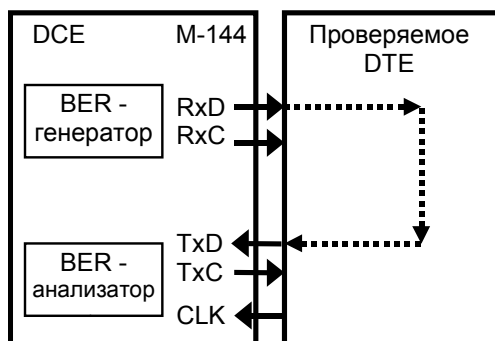 DCE M-144
Проверяемое
DTE
BER -
генератор
RxD
RxC
TxD
BER -
анализатор
TxC
CLK